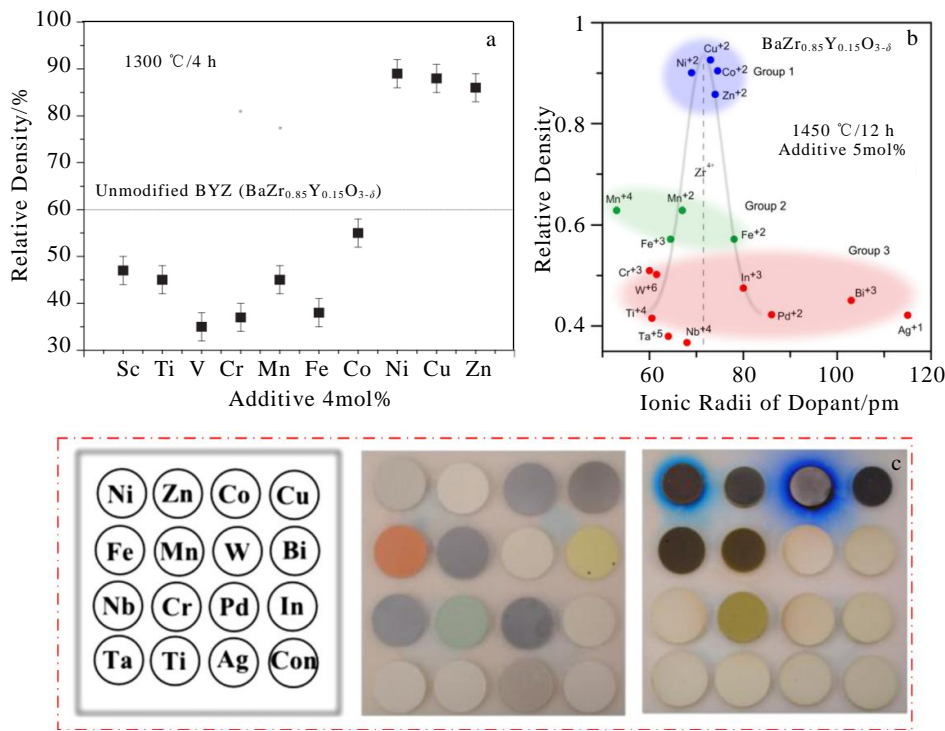 a
1300 ℃/4 h
Unmodified BYZ (BaZr0.85Y0.15O3-δ)
Relative Density/%
100
90
80
70
60
50
40
30
Sc Ti V Cr Mn Fe Co Ni Cu Zn
Additive 4mol%
b
BaZr0.85Y0.15O3-δ
Cu+2
Ni+2
Co+2
Group 1
Zn+2
1450 ℃/12 h
Additive 5mol%
Zr4+
Mn+4
Mn+2
Group 2
Fe+3
Fe+2
Group 3
Cr+3
W+6
In+3
Bi+3
Ti+4
Pd+2
Ag+1
Ta+5
Nb+4
Relative Density
1
0.8
0.6
0.4
60 80 100 120
Ionic Radii of Dopant/pm
c
Ni Zn Co Cu
Fe Mn W Bi
Nb Cr Pd In
Ta Ti Ag Con